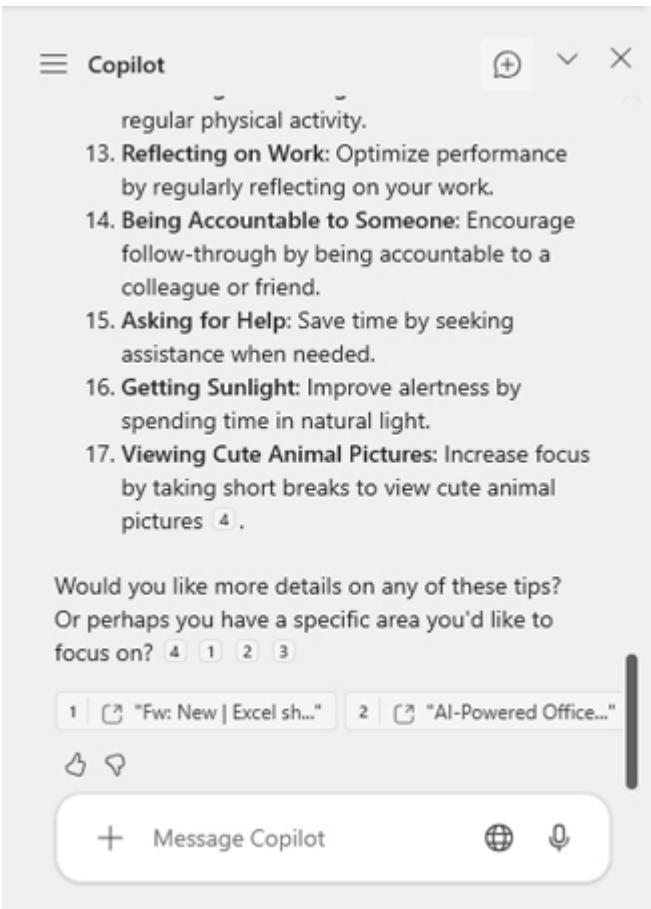 Copilot
regular physical activity.
13. Reflecting on Work: Optimize performance
by regularly reflecting on your work.
14. Being Accountable to Someone: Encourage
follow-through by being accountable to a
colleague or friend.
15. Asking for Help: Save time by seeking
assistance when needed.
16. Getting Sunlight: Improve alertness by
spending time in natural light.
17. Viewing Cute Animal Pictures: Increase focus
by taking short breaks to view cute animal
pictures 4 .
Would you like more details on any of these tips?
Or perhaps you have a specific area you'd like to
focus on? 4 1 2 3
1 "Fw: New | Excel sh..." 2 "AI-Powered Office..."
Message Copilot